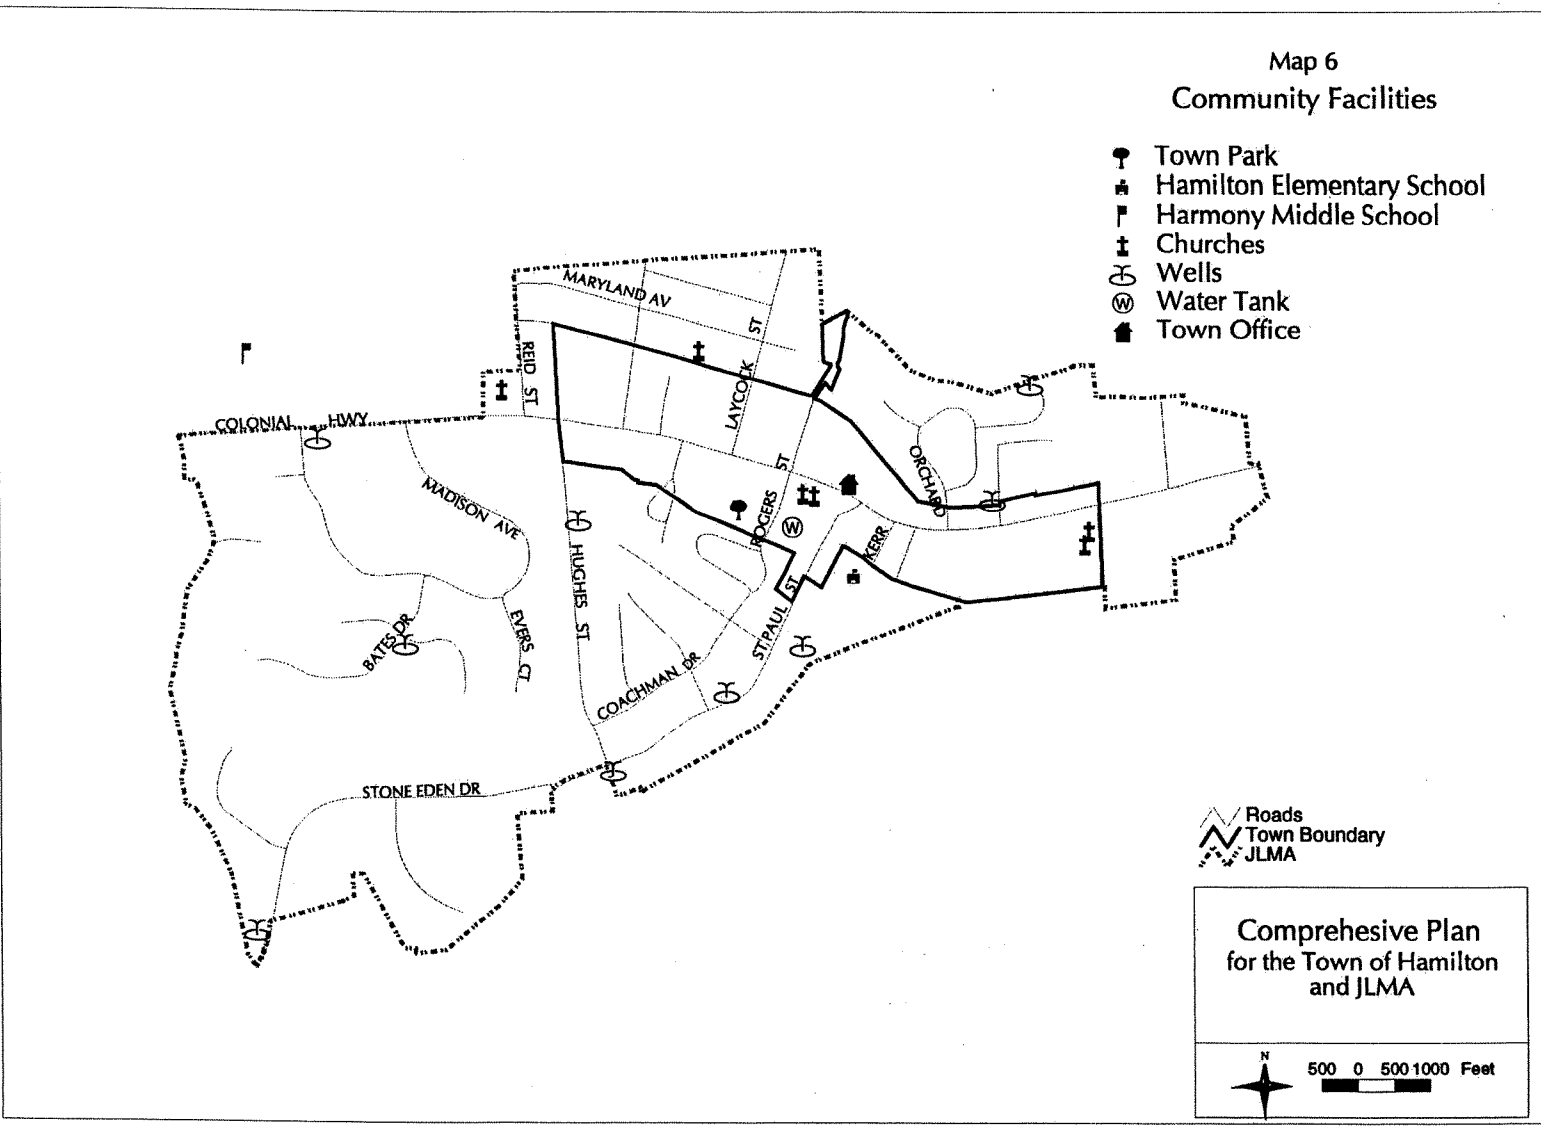 Map 6
Community Facilities
Town Park
Hamilton Elementary School
Harmony Middle School
Churches
Wells
W Water Tank
Town Office
MARYLAND AV
REID ST
LAYCOCK ST
COLONIAL HWY
MADISON AVE
ORCHARD
ROGERS ST
W
KERR
HUGHES ST.
EVERS CT
BATES DR
ST.PAUL ST
COACHMAN DR
STONE EDEN DR
Roads
Town Boundary
JLMA
Comprehesive Plan
for the Town of Hamilton
and JLMA
N
500 0 500 1000 Feet